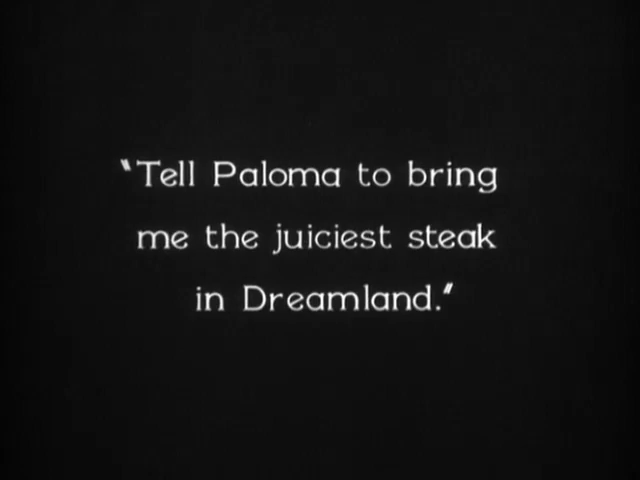 "Tell Paloma to bring
me the juiciest steak
in Dreamland."